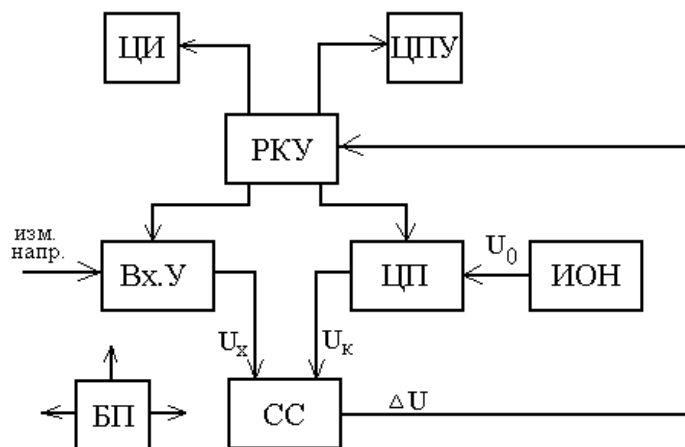 ЦИ
ЦПУ
РКУ
изм.
напр.
Вх.У
ЦП
U₀
ИОН
Uₓ
Uк
БП
СС
ΔU